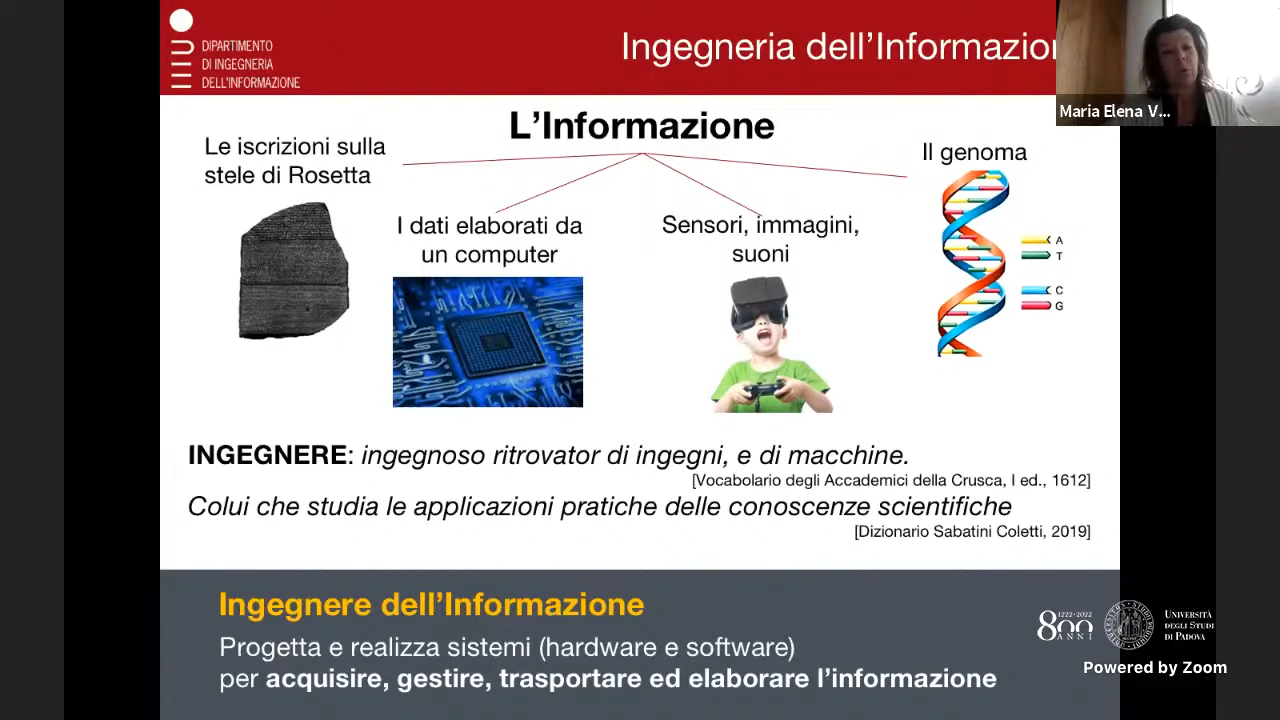 DIPARTIMENTO
DI INGEGNERIA
DELL'INFORMAZIONE
Ingegneria dell'Informazion
Maria Elena V...
L'Informazione
Le iscrizioni sulla
stele di Rosetta
I dati elaborati da
un computer
Sensori, immagini,
suoni
Il genoma
A
T
C
G
INGEGNERE: ingegnoso ritrovator di ingegni, e di macchine.
[Vocabolario degli Accademici della Crusca, I ed., 1612]
Colui che studia le applicazioni pratiche delle conoscenze scientifiche
[Dizionario Sabatini Coletti, 2019]
Ingegnere dell'Informazione
Progetta e realizza sistemi (hardware e software)
per acquisire, gestire, trasportare ed elaborare l'informazione
1222·2022
800
ANNI
UNIVERSITÀ
DEGLI STUDI
DI PADOVA
Powered by Zoom